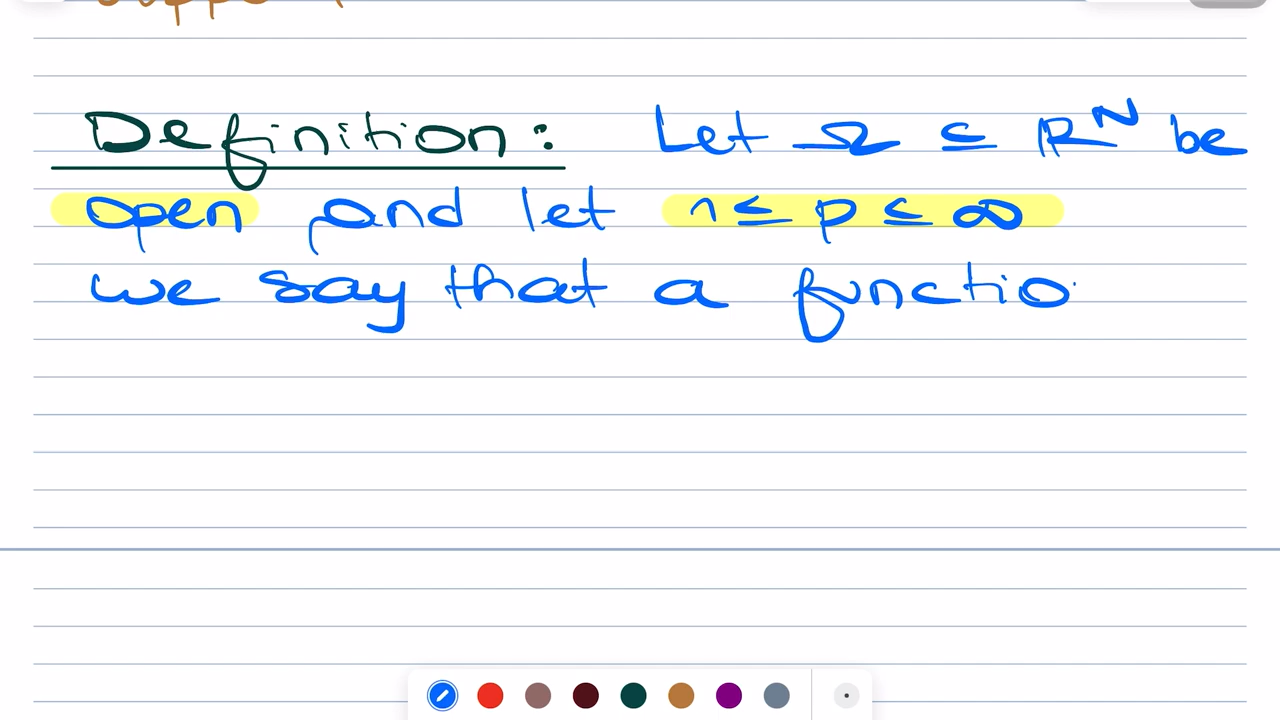 Definition: Let Ω ⊆ ℝᴺ be
open and let 1 ≤ p ≤ ∞
we say that a functio